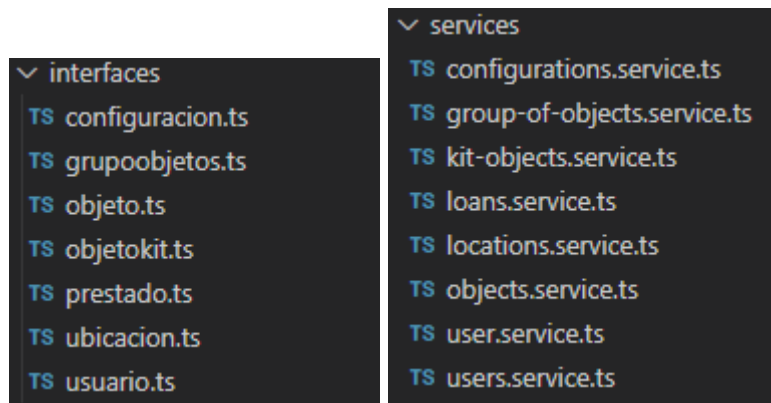 interfaces
TS configuracion.ts
TS grupoobjetos.ts
TS objeto.ts
TS objetokit.ts
TS prestado.ts
TS ubicacion.ts
TS usuario.ts
services
TS configurations.service.ts
TS group-of-objects.service.ts
TS kit-objects.service.ts
TS loans.service.ts
TS locations.service.ts
TS objects.service.ts
TS user.service.ts
TS users.service.ts